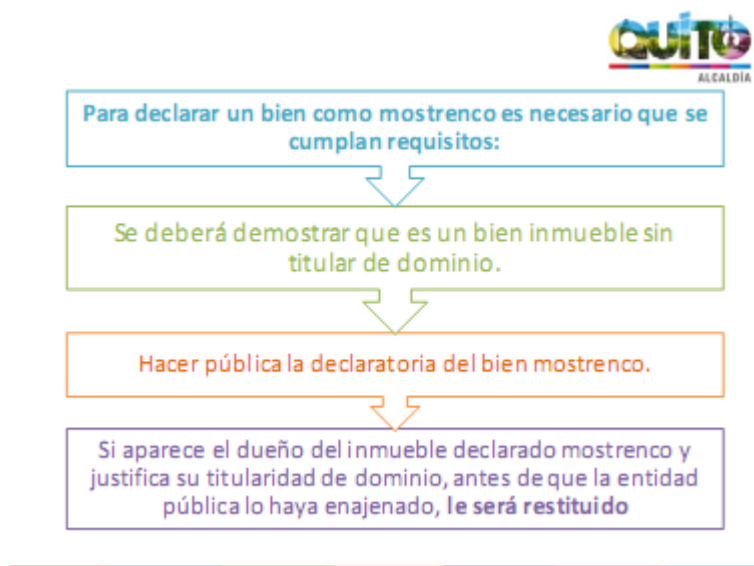 QUITO
ALCALDÍA
Para declarar un bien como mostrenco es necesario que se
cumplan requisitos:
Se deberá demostrar que es un bien inmueble sin
titular de dominio.
Hacer pública la declaratoria del bien mostrenco.
Si aparece el dueño del inmueble declarado mostrenco y
justifica su titularidad de dominio, antes de que la entidad
pública lo haya enajenado, le será restituido